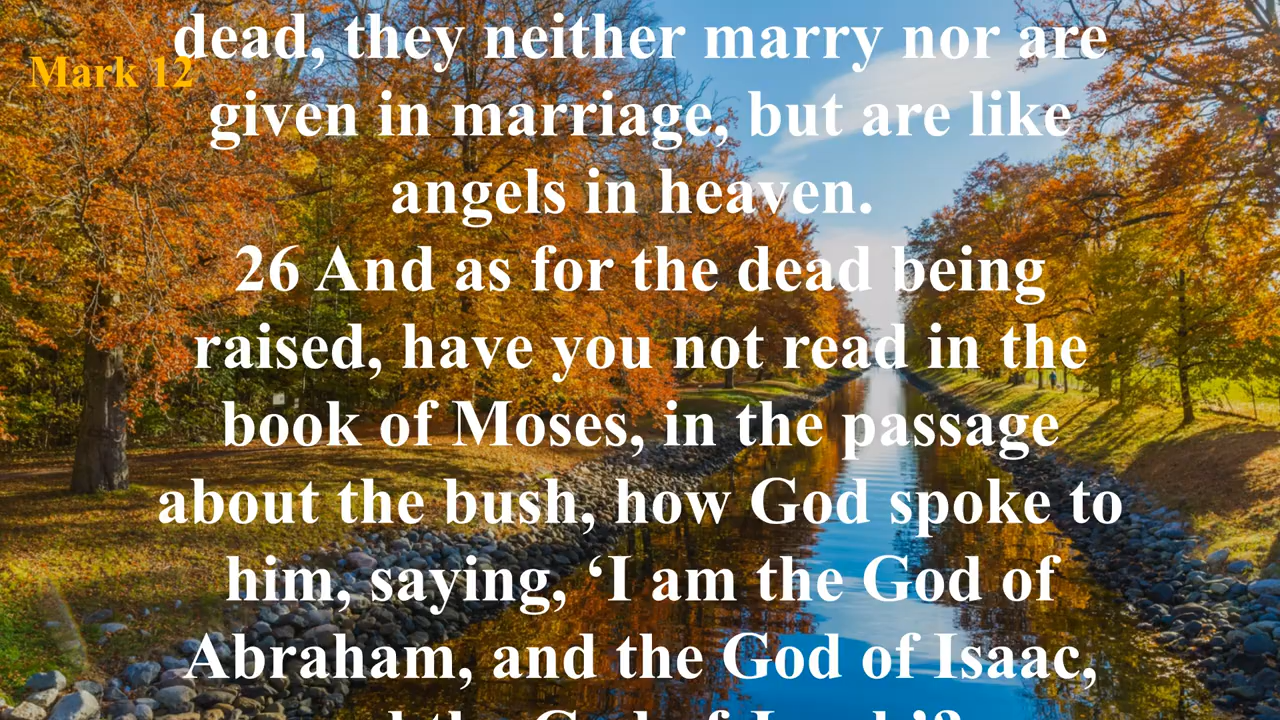 Mark 12
dead, they neither marry nor are
given in marriage, but are like
angels in heaven.
26 And as for the dead being
raised, have you not read in the
book of Moses, in the passage
about the bush, how God spoke to
him, saying, ‘I am the God of
Abraham, and the God of Isaac,